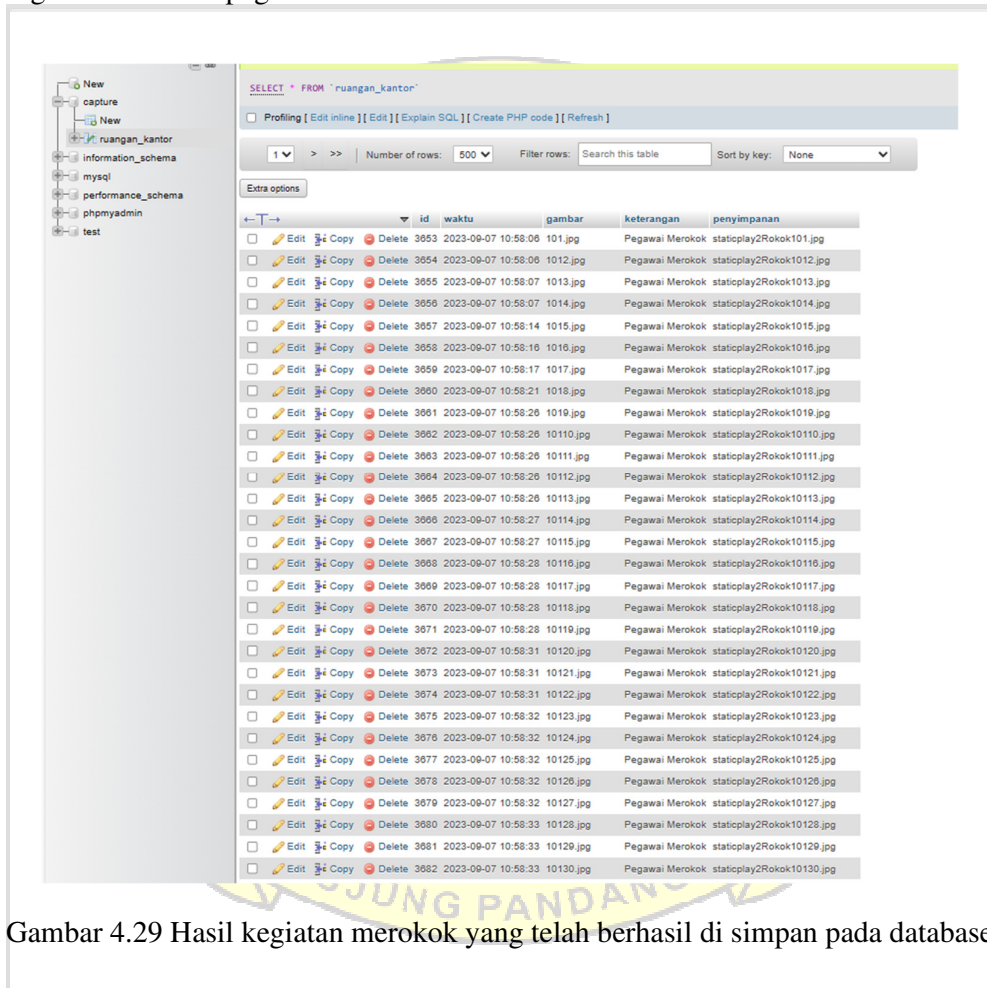 New
capture
New
ruangan_kantor
information_schema
mysql
performance_schema
phpmyadmin
test
SELECT * FROM `ruangan_kantor`
Profiling [ Edit inline ] [ Edit ] [ Explain SQL ] [ Create PHP code ] [ Refresh ]
1 > >> Number of rows: 500 Filter rows: Search this table Sort by key: None
Extra options
←T→ id waktu gambar keterangan penyimpanan
Edit Copy Delete 3653 2023-09-07 10:58:06 101.jpg Pegawai Merokok staticplay2Rokok101.jpg
Edit Copy Delete 3654 2023-09-07 10:58:06 1012.jpg Pegawai Merokok staticplay2Rokok1012.jpg
Edit Copy Delete 3655 2023-09-07 10:58:07 1013.jpg Pegawai Merokok staticplay2Rokok1013.jpg
Edit Copy Delete 3656 2023-09-07 10:58:07 1014.jpg Pegawai Merokok staticplay2Rokok1014.jpg
Edit Copy Delete 3657 2023-09-07 10:58:14 1015.jpg Pegawai Merokok staticplay2Rokok1015.jpg
Edit Copy Delete 3658 2023-09-07 10:58:16 1016.jpg Pegawai Merokok staticplay2Rokok1016.jpg
Edit Copy Delete 3659 2023-09-07 10:58:17 1017.jpg Pegawai Merokok staticplay2Rokok1017.jpg
Edit Copy Delete 3660 2023-09-07 10:58:21 1018.jpg Pegawai Merokok staticplay2Rokok1018.jpg
Edit Copy Delete 3661 2023-09-07 10:58:26 1019.jpg Pegawai Merokok staticplay2Rokok1019.jpg
Edit Copy Delete 3662 2023-09-07 10:58:26 10110.jpg Pegawai Merokok staticplay2Rokok10110.jpg
Edit Copy Delete 3663 2023-09-07 10:58:26 10111.jpg Pegawai Merokok staticplay2Rokok10111.jpg
Edit Copy Delete 3664 2023-09-07 10:58:26 10112.jpg Pegawai Merokok staticplay2Rokok10112.jpg
Edit Copy Delete 3665 2023-09-07 10:58:26 10113.jpg Pegawai Merokok staticplay2Rokok10113.jpg
Edit Copy Delete 3666 2023-09-07 10:58:27 10114.jpg Pegawai Merokok staticplay2Rokok10114.jpg
Edit Copy Delete 3667 2023-09-07 10:58:27 10115.jpg Pegawai Merokok staticplay2Rokok10115.jpg
Edit Copy Delete 3668 2023-09-07 10:58:28 10116.jpg Pegawai Merokok staticplay2Rokok10116.jpg
Edit Copy Delete 3669 2023-09-07 10:58:28 10117.jpg Pegawai Merokok staticplay2Rokok10117.jpg
Edit Copy Delete 3670 2023-09-07 10:58:28 10118.jpg Pegawai Merokok staticplay2Rokok10118.jpg
Edit Copy Delete 3671 2023-09-07 10:58:28 10119.jpg Pegawai Merokok staticplay2Rokok10119.jpg
Edit Copy Delete 3672 2023-09-07 10:58:31 10120.jpg Pegawai Merokok staticplay2Rokok10120.jpg
Edit Copy Delete 3673 2023-09-07 10:58:31 10121.jpg Pegawai Merokok staticplay2Rokok10121.jpg
Edit Copy Delete 3674 2023-09-07 10:58:31 10122.jpg Pegawai Merokok staticplay2Rokok10122.jpg
Edit Copy Delete 3675 2023-09-07 10:58:32 10123.jpg Pegawai Merokok staticplay2Rokok10123.jpg
Edit Copy Delete 3676 2023-09-07 10:58:32 10124.jpg Pegawai Merokok staticplay2Rokok10124.jpg
Edit Copy Delete 3677 2023-09-07 10:58:32 10125.jpg Pegawai Merokok staticplay2Rokok10125.jpg
Edit Copy Delete 3678 2023-09-07 10:58:32 10126.jpg Pegawai Merokok staticplay2Rokok10126.jpg
Edit Copy Delete 3679 2023-09-07 10:58:32 10127.jpg Pegawai Merokok staticplay2Rokok10127.jpg
Edit Copy Delete 3680 2023-09-07 10:58:33 10128.jpg Pegawai Merokok staticplay2Rokok10128.jpg
Edit Copy Delete 3681 2023-09-07 10:58:33 10129.jpg Pegawai Merokok staticplay2Rokok10129.jpg
Edit Copy Delete 3682 2023-09-07 10:58:33 10130.jpg Pegawai Merokok staticplay2Rokok10130.jpg
UJUNG PANDANG
Gambar 4.29 Hasil kegiatan merokok yang telah berhasil di simpan pada database